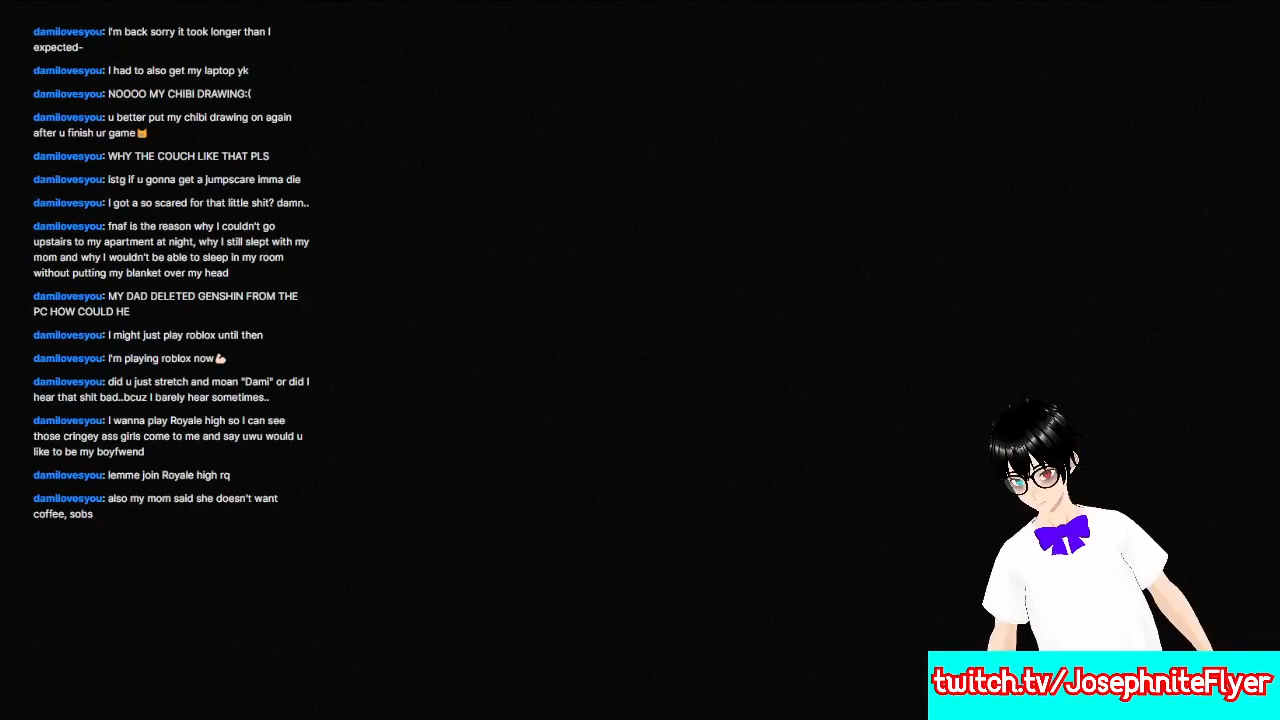 damilovesyou: I'm back sorry it took longer than I
expected-
damilovesyou: I had to also get my laptop yk
damilovesyou: NOOOO MY CHIBI DRAWING:(
damilovesyou: u better put my chibi drawing on again
after u finish ur game😾
damilovesyou: WHY THE COUCH LIKE THAT PLS
damilovesyou: istg if u gonna get a jumpscare imma die
damilovesyou: I got a so scared for that little shit? damn..
damilovesyou: fnaf is the reason why I couldn't go
upstairs to my apartment at night, why I still slept with my
mom and why I wouldn't be able to sleep in my room
without putting my blanket over my head
damilovesyou: MY DAD DELETED GENSHIN FROM THE
PC HOW COULD HE
damilovesyou: I might just play roblox until then
damilovesyou: I'm playing roblox now💪🏻
damilovesyou: did u just stretch and moan "Dami" or did I
hear that shit bad..bcuz I barely hear sometimes..
damilovesyou: I wanna play Royale high so I can see
those cringey ass girls come to me and say uwu would u
like to be my boyfwend
damilovesyou: lemme join Royale high rq
damilovesyou: also my mom said she doesn't want
coffee, sobs
twitch.tv/JosephniteFlyer